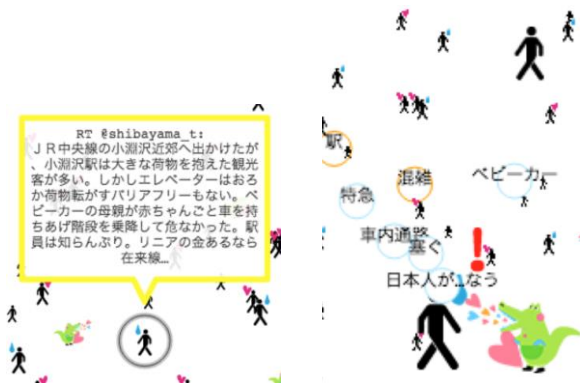 RT @shibayama_t:
ＪＲ中央線の小淵沢近郊へ出かけたが
、小淵沢駅は大きな荷物を抱えた観光
客が多い。しかしエレベーターはおろ
か荷物転がすバリアフリーもない。ベ
ビーカーの母親が赤ちゃんごと車を持
ちあげ階段を乗降して危なかった。駅
員は知らんぷり。リニアの金あるなら
在来線…
駅
混雑
ベビーカー
特急
車内通路
塞ぐ
日本人が…なう